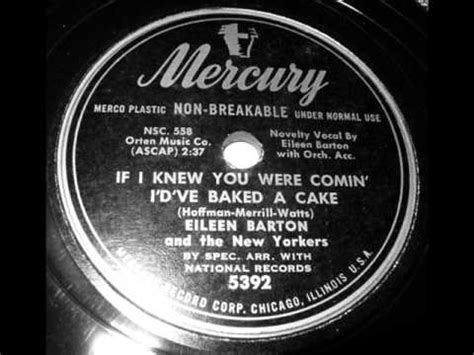 Mercury
MERCO PLASTIC NON-BREAKABLE UNDER NORMAL USE
NSC. 558
Orten Music Co.
(ASCAP) 2:37
Novelty Vocal By
Eileen Barton
with Orch. Acc.
IF I KNEW YOU WERE COMIN'
I'D'VE BAKED A CAKE
(Hoffman-Merrill-Watts)
EILEEN BARTON
and the New Yorkers
BY SPEC. ARR. WITH
NATIONAL RECORDS
5392
RECORD CORP. CHICAGO, ILLINOIS U.S.A.